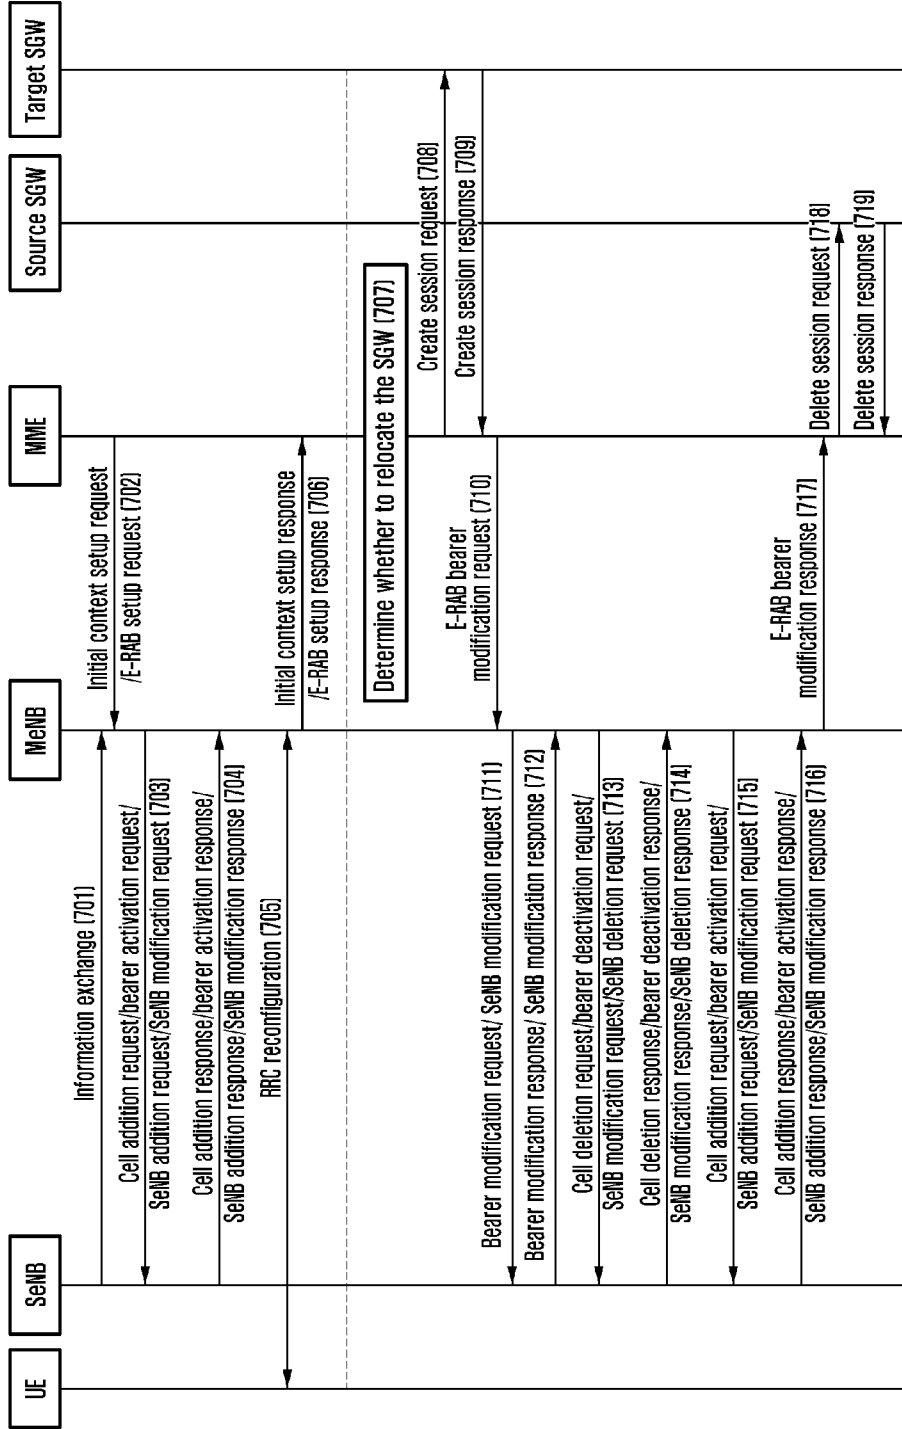 UE
SeNB
MeNB
MME
Source SGW
Target SGW
Information exchange (701)
Initial context setup request
/E-RAB setup request (702)
Cell addition request/bearer activation request/
SeNB addition request/SeNB modification request (703)
Cell addition response/bearer activation response/
SeNB addition response/SeNB modification response (704)
RRC reconfiguration (705)
Initial context setup response
/E-RAB setup response (706)
Determine whether to relocate the SGW (707)
Create session request (708)
Create session response (709)
E-RAB bearer
modification request (710)
Bearer modification request/ SeNB modification request (711)
Bearer modification response/ SeNB modification response (712)
Cell deletion request/bearer deactivation request/
SeNB modification request/SeNB deletion request (713)
Cell deletion response/bearer deactivation response/
SeNB modification response/SeNB deletion response (714)
Cell addition request/bearer activation request/
SeNB addition request/SeNB modification request (715)
Cell addition response/bearer activation response/
SeNB addition response/SeNB modification response (716)
E-RAB bearer
modification response (717)
Delete session request (718)
Delete session response (719)